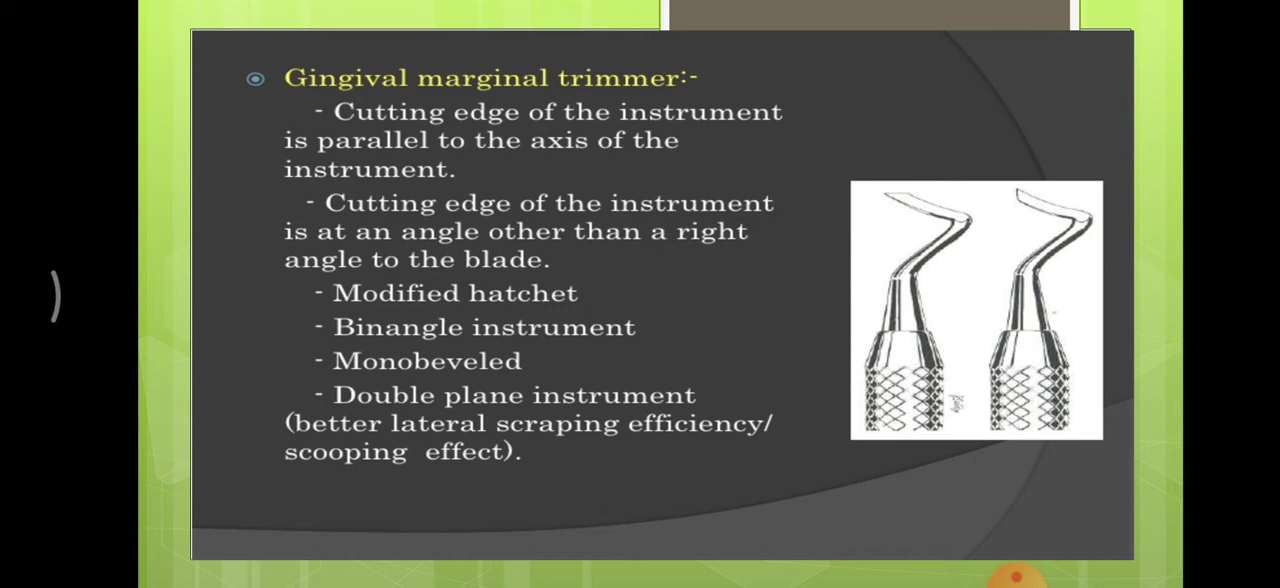 Gingival marginal trimmer:-
- Cutting edge of the instrument
is parallel to the axis of the
instrument.
- Cutting edge of the instrument
is at an angle other than a right
angle to the blade.
- Modified hatchet
- Binangle instrument
- Monobeveled
- Double plane instrument
(better lateral scraping efficiency/
scooping effect).